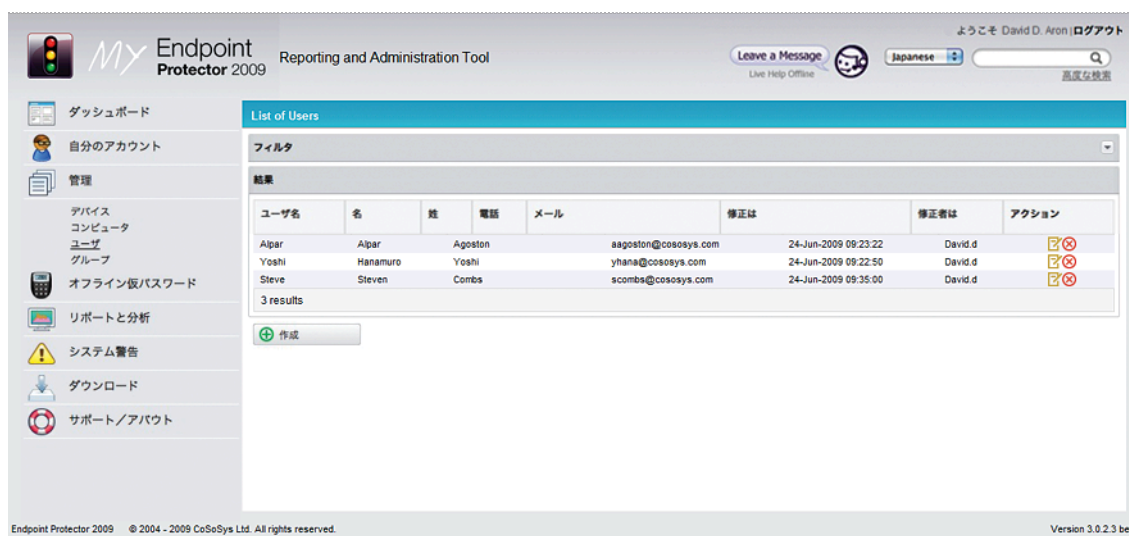 ようこそ David D. Aron | ログアウト
MY Endpoint Protector 2009
Reporting and Administration Tool
Leave a Message
Live Help Offline
Japanese
高度な検索
ダッシュボード
自分のアカウント
管理
デバイス
コンピュータ
ユーザ
グループ
オフライン仮パスワード
リポートと分析
システム警告
ダウンロード
サポート／アバウト
List of Users
フィルタ
結果
ユーザ名 名 姓 電話 メール 修正は 修正者は アクション
Alpar Alpar Agoston aagoston@cososys.com 24-Jun-2009 09:23:22 David.d
Yoshi Hanamuro Yoshi yhana@cososys.com 24-Jun-2009 09:22:50 David.d
Steve Steven Combs scombs@cososys.com 24-Jun-2009 09:35:00 David.d
3 results
作成
Endpoint Protector 2009 © 2004 - 2009 CoSoSys Ltd. All rights reserved.
Version 3.0.2.3 be